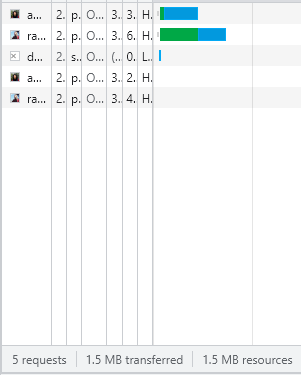 a... 2. p. O... 3. 3. H.
ra... 2. p. O... 3. 6. H.
d... 2. s. O... (... 0. L.
a... 2. p. O... 3. 2. H.
ra... 2. p. O... 3. 4. H.
5 requests 1.5 MB transferred 1.5 MB resources